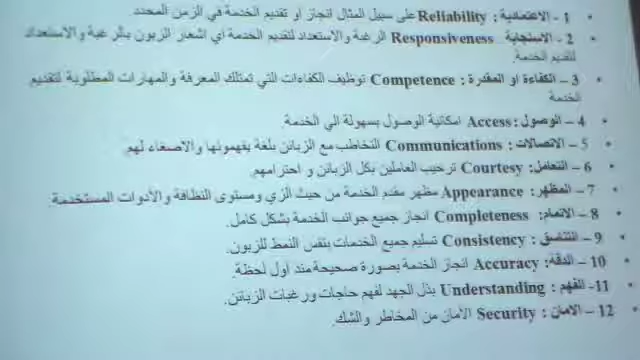 1 - الاعتمادية : Reliability على سبيل المثال انجاز او تقديم الخدمة في الزمن المحدد.
2 - الاستجابة Responsiveness الرغبة والاستعداد لتقديم الخدمة اي اشعار الزبون بالرغبة والاستعداد
لتقديم الخدمة.
3 – الكفاءة او المقدرة : Competence توظيف الكفاءات التي تمتلك المعرفة والمهارات المطلوبة لتقديم
الخدمة
4 – الوصول : Access امكانية الوصول بسهولة الي الخدمة.
5 – الاتصالات : Communications التخاطب مع الزبائن بلغة يفهمونها والاصغاء لهم
6 – التعامل: Courtesy ترحيب العاملين بكل الزبائن و احترامهم.
7 – المظهر: Appearance مظهر مقدم الخدمة من حيث الزي ومستوى النظافة والأدوات المستخدمة.
8 – الاتمام: Completeness انجاز جميع جوانب الخدمة بشكل كامل.
9 – التناسق : Consistency تسليم جميع الخدمات بنفس النمط للزبون.
10 – الدقة: Accuracy انجاز الخدمة بصورة صحيحة منذ اول لحظة.
11- الفهم : Understanding بذل الجهد لفهم حاجات ورغبات الزبائن.
12 – الامان: Security الامان من المخاطر والشك.